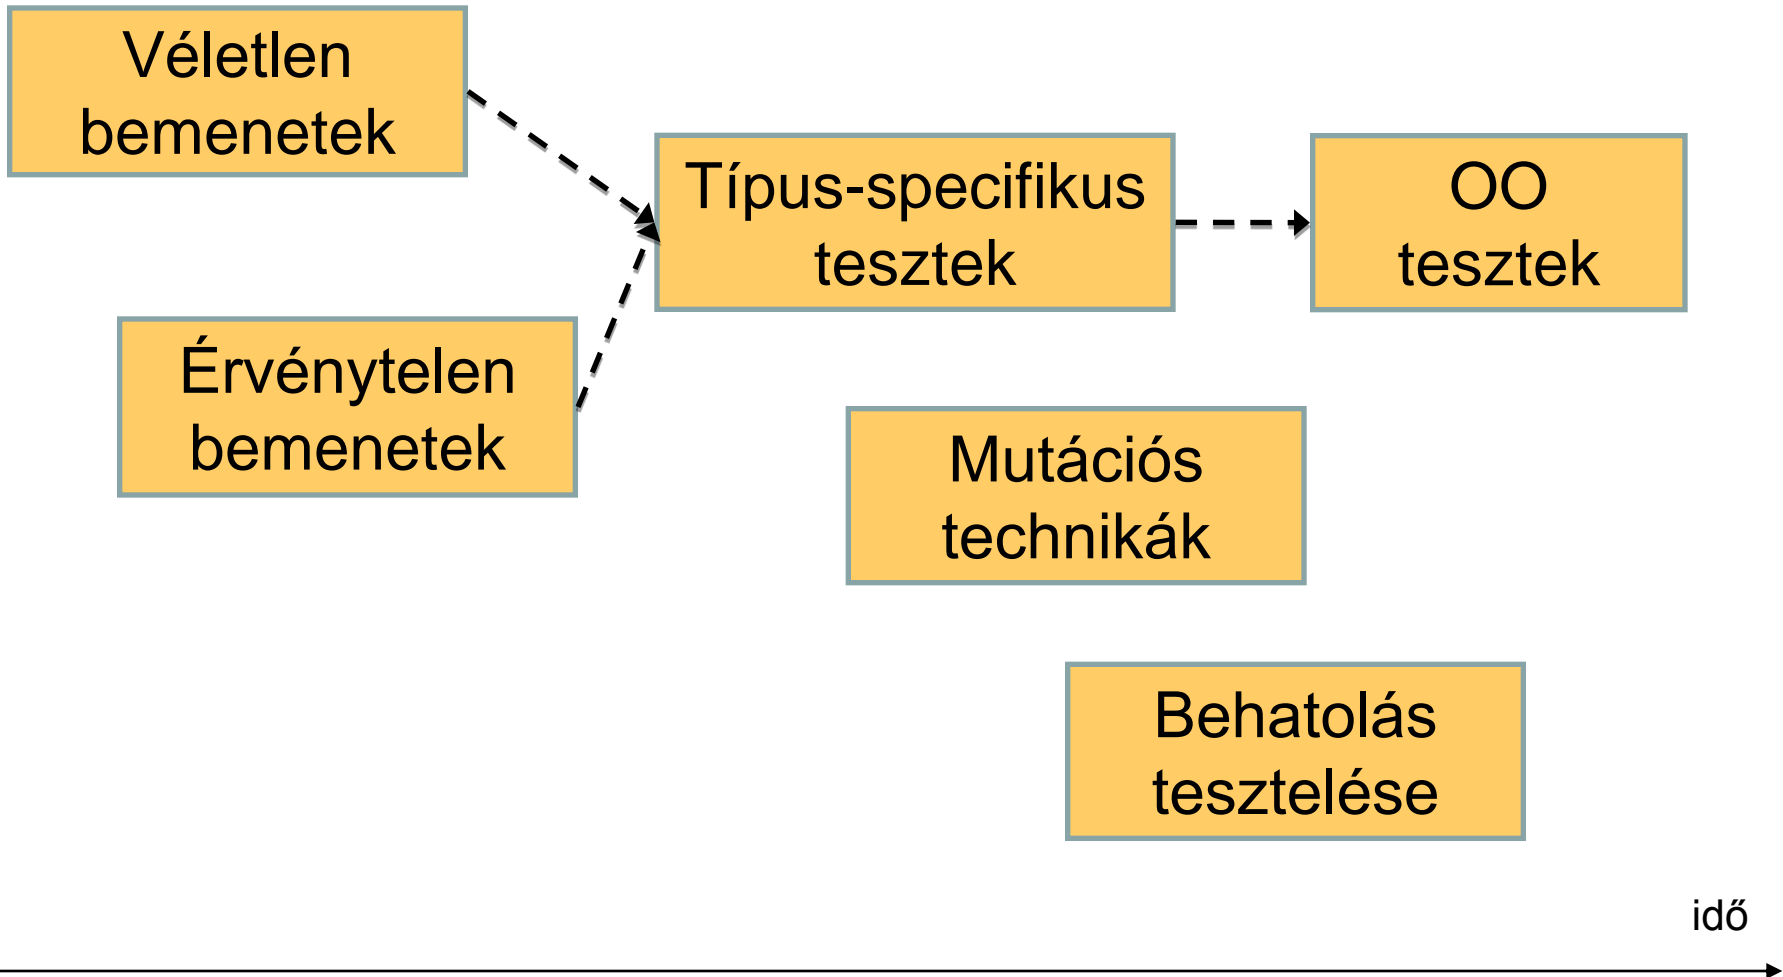 Véletlen
bemenetek
Típus-specifikus
tesztek
OO
tesztek
Érvénytelen
bemenetek
Mutációs
technikák
Behatolás
tesztelése
idő